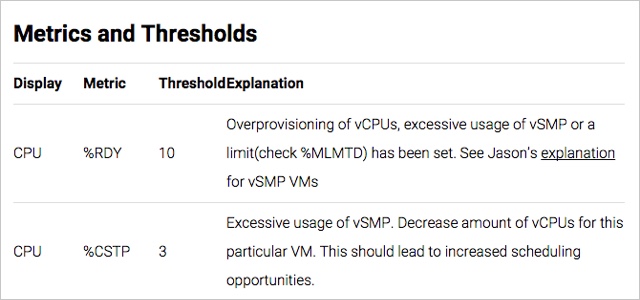 Metrics and Thresholds
Display Metric ThresholdExplanation
Overprovisioning of vCPUs, excessive usage of vSMP or a
CPU %RDY 10 limit(check %MLMTD) has been set. See Jason's explanation
for vSMP VMs
Excessive usage of vSMP. Decrease amount of vCPUs for this
CPU %CSTP 3 particular VM. This should lead to increased scheduling
opportunities.